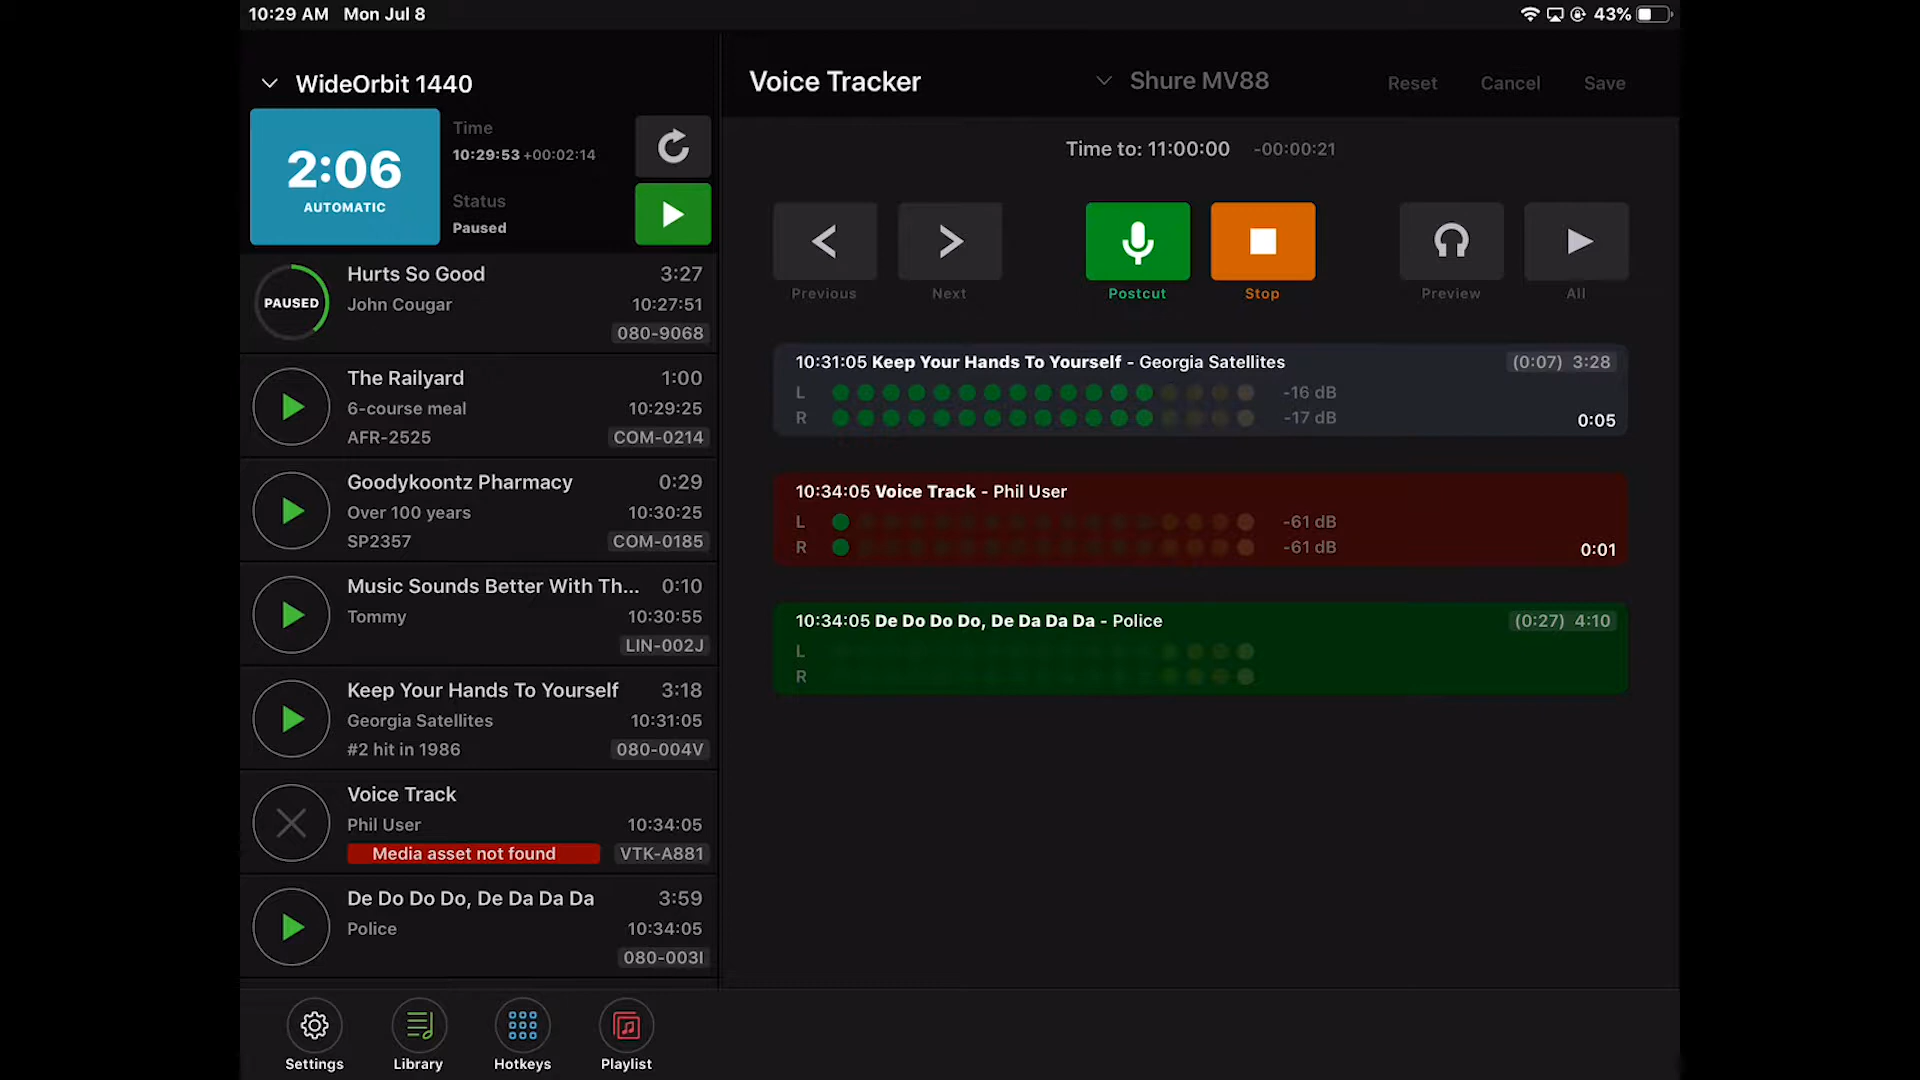 10:29 AM Mon Jul 8
43%
WideOrbit 1440
2:06
AUTOMATIC
Time
10:29:53 +00:02:14
Status
Paused
PAUSED
Hurts So Good 3:27
John Cougar 10:27:51
080-9068
The Railyard 1:00
6-course meal 10:29:25
AFR-2525 COM-0214
Goodykoontz Pharmacy 0:29
Over 100 years 10:30:25
SP2357 COM-0185
Music Sounds Better With Th... 0:10
Tommy 10:30:55
LIN-002J
Keep Your Hands To Yourself 3:18
Georgia Satellites 10:31:05
#2 hit in 1986 080-004V
Voice Track
Phil User 10:34:05
Media asset not found VTK-A881
De Do Do Do, De Da Da Da 3:59
Police 10:34:05
080-003I
Settings Library Hotkeys Playlist
Voice Tracker Shure MV88 Reset Cancel Save
Time to: 11:00:00 -00:00:21
Previous Next Postcut Stop Preview All
10:31:05 Keep Your Hands To Yourself - Georgia Satellites (0:07) 3:28
L -16 dB
R -17 dB 0:05
10:34:05 Voice Track - Phil User
L -61 dB
R -61 dB 0:01
10:34:05 De Do Do Do, De Da Da Da - Police (0:27) 4:10
L
R